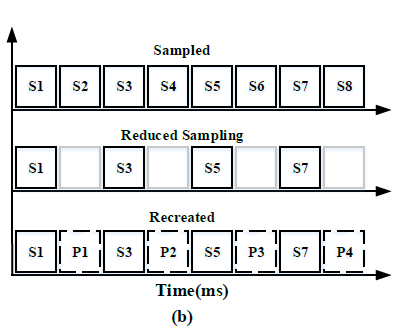 Sampled
S1 S2 S3 S4 S5 S6 S7 S8
Reduced Sampling
S1 S3 S5 S7
Recreated
S1 P1 S3 P2 S5 P3 S7 P4
Time(ms)
(b)